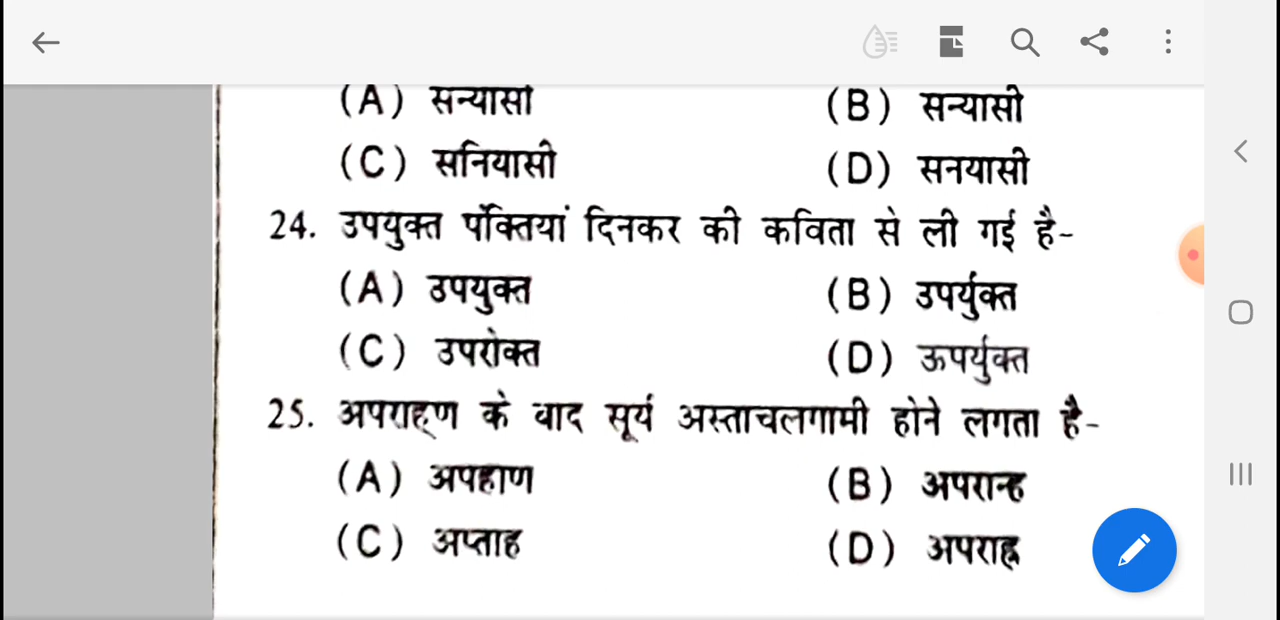 (A) सन्यासी (B) सन्यासी
(C) सनियासी (D) सनयासी
24. उपयुक्त पंक्तियां दिनकर की कविता से ली गई है-
(A) उपयुक्त (B) उपर्युक्त
(C) उपरोक्त (D) ऊपर्युक्त
25. अपराह्ण के बाद सूर्य अस्ताचलगामी होने लगता है-
(A) अपहाण (B) अपरान्ह
(C) अप्ताह (D) अपराह्न